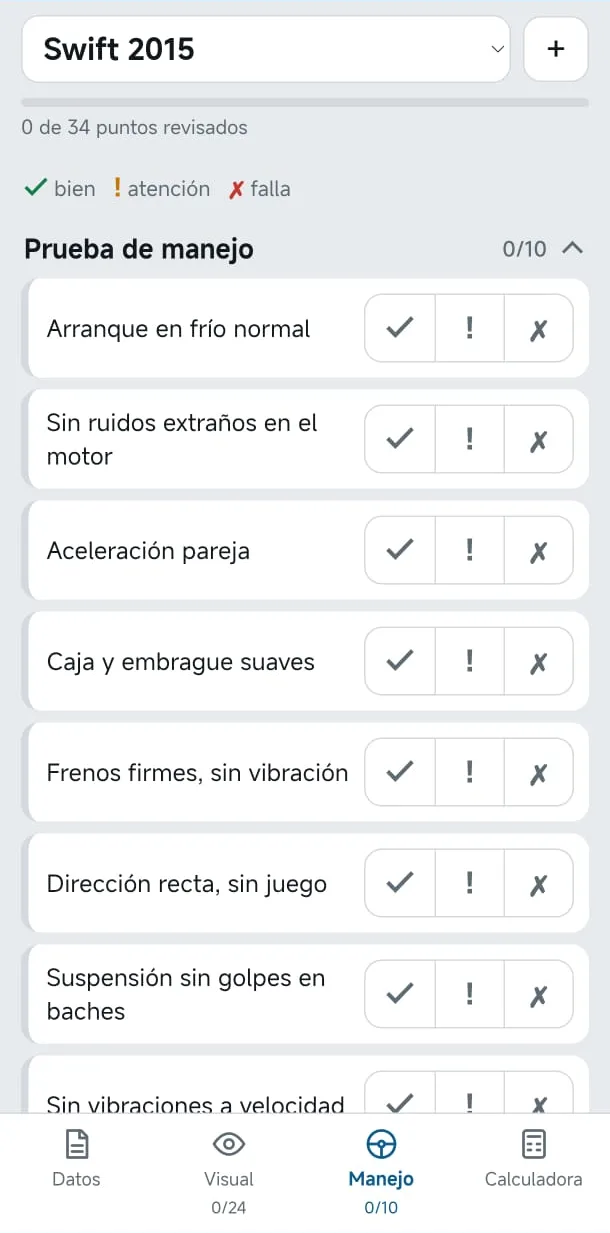 Swift 2015
+
0 de 34 puntos revisados
✓ bien ! atención ✗ falla
Prueba de manejo 0/10
Arranque en frío normal ✓ ! ✗
Sin ruidos extraños en el
motor ✓ ! ✗
Aceleración pareja ✓ ! ✗
Caja y embrague suaves ✓ ! ✗
Frenos firmes, sin vibración ✓ ! ✗
Dirección recta, sin juego ✓ ! ✗
Suspensión sin golpes en
baches ✓ ! ✗
Sin vibraciones a velocidad ✓ ! ✗
Datos Visual Manejo Calculadora
0/24 0/10